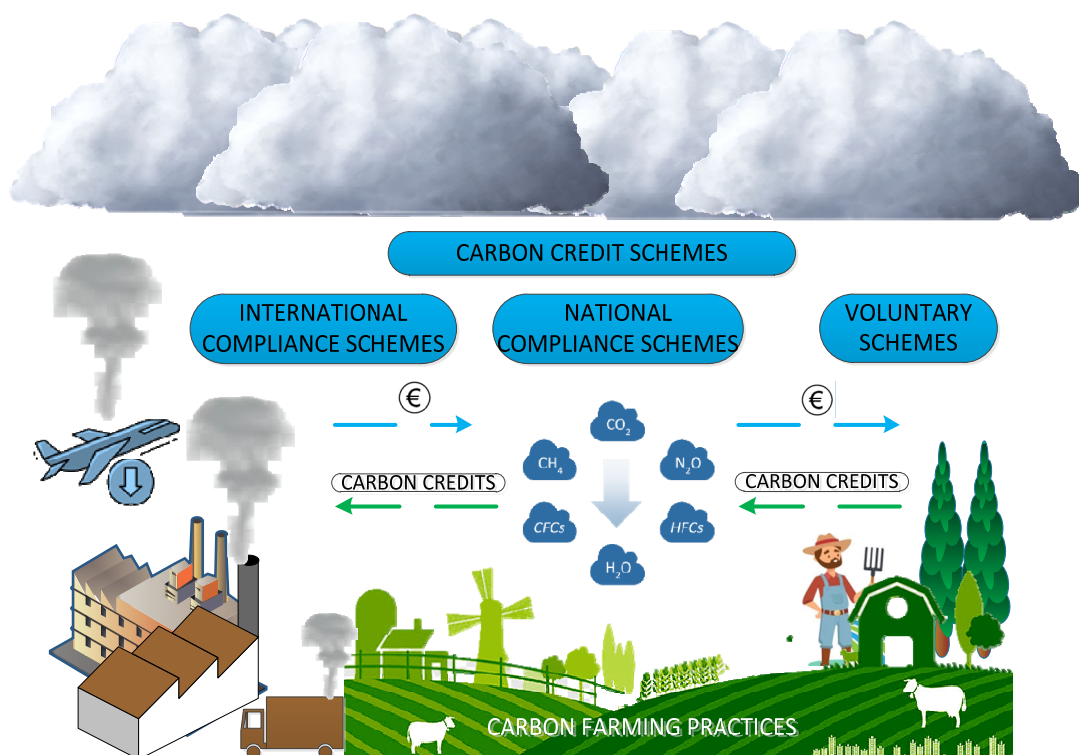 CARBON CREDIT SCHEMES
INTERNATIONAL
COMPLIANCE SCHEMES
NATIONAL
COMPLIANCE SCHEMES
VOLUNTARY
SCHEMES
€
€
CO₂
CH₄
N₂O
CARBON CREDITS
CARBON CREDITS
CFCs
HFCs
H₂O
CARBON FARMING PRACTICES